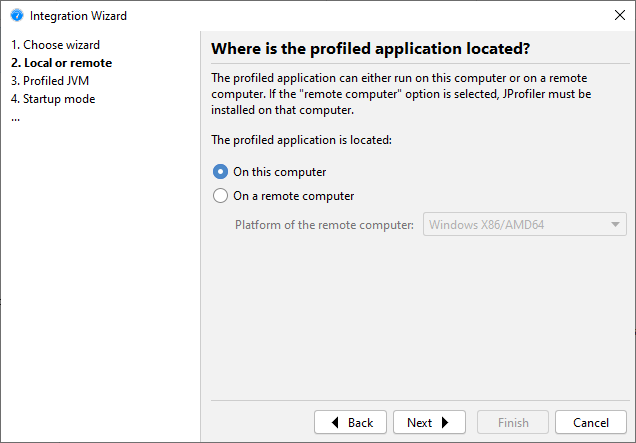 Integration Wizard
1. Choose wizard
2. Local or remote
3. Profiled JVM
4. Startup mode
...
Where is the profiled application located?
The profiled application can either run on this computer or on a remote
computer. If the "remote computer" option is selected, JProfiler must be
installed on that computer.
The profiled application is located:
On this computer
On a remote computer
Platform of the remote computer: Windows X86/AMD64
Back Next Finish Cancel